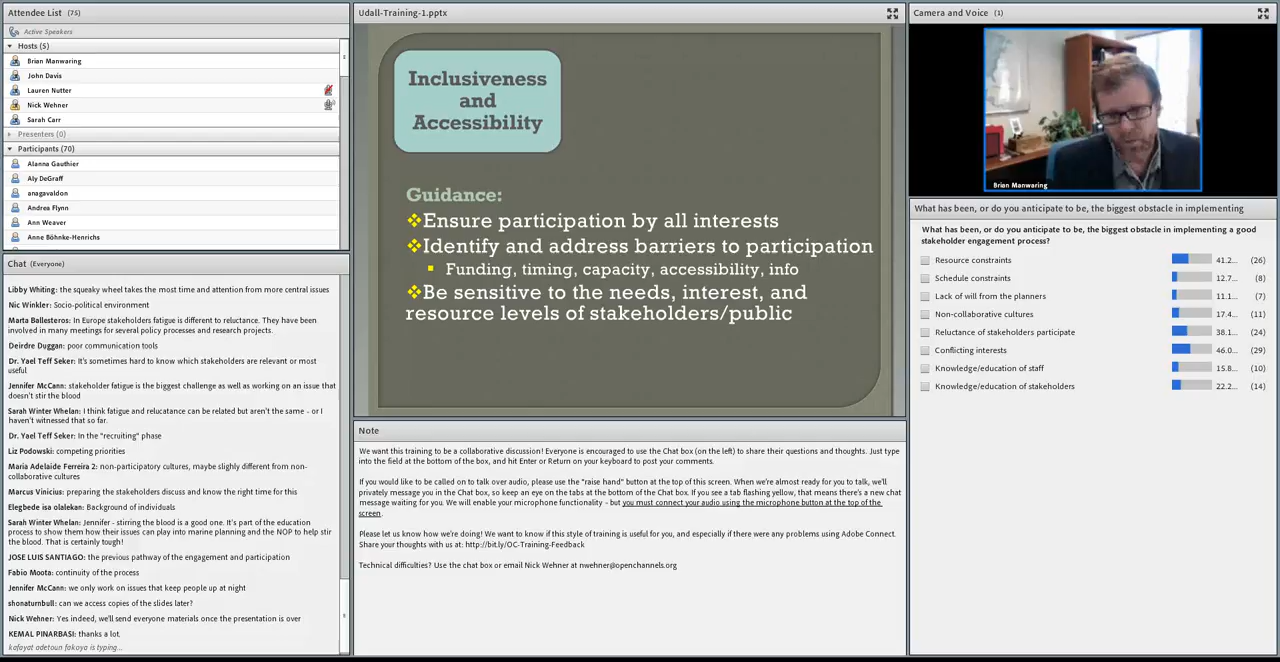 Attendee List (75)
Active Speakers
Hosts (5)
Brian Manwaring
John Davis
Lauren Nutter
Nick Wehner
Sarah Carr
Presenters (0)
Participants (70)
Alanna Gauthier
Aly DeGraff
anagavaldon
Andrea Flynn
Ann Weaver
Anne Böhnke-Henrichs
Chat (Everyone)
Libby Whiting: the squeaky wheel takes the most time and attention from more central issues
Nic Winkler: Socio-political environment
Marta Ballesteros: In Europe stakeholders fatigue is different to reluctance. They have been
involved in many meetings for several policy processes and research projects.
Deirdre Duggan: poor communication tools
Dr. Yael Teff Seker: It's sometimes hard to know which stakeholders are relevant or most
useful
Jennifer McCann: stakeholder fatigue is the biggest challenge as well as working on an issue that
doesn't stir the blood
Sarah Winter Whelan: I think fatigue and relucatance can be related but aren't the same - or I
haven't witnessed that so far.
Dr. Yael Teff Seker: In the "recruiting" phase
Liz Podowski: competing priorities
Maria Adelaide Ferreira 2: non-participatory cultures, maybe slighly different from non-
collaborative cultures
Marcus Vinicius: preparing the stakeholders discuss and know the right time for this
Elegbede isa olalekan: Background of individuals
Sarah Winter Whelan: Jennifer - stirring the blood is a good one. It's part of the education
process to show them how their issues can play into marine planning and the NOP to help stir
the blood. That is certainly tough!
JOSE LUIS SANTIAGO: the previous pathway of the engagement and participation
Fabio Moota: continuity of the process
Jennifer McCann: we only work on issues that keep people up at night
shonaturnbull: can we access copies of the slides later?
Nick Wehner: Yes indeed, we'll send everyone materials once the presentation is over
KEMAL PINARBASI: thanks a lot.
kafayat adetoun fakoya is typing...
Udall-Training-1.pptx
Inclusiveness
and
Accessibility
Guidance:
Ensure participation by all interests
Identify and address barriers to participation
Funding, timing, capacity, accessibility, info
Be sensitive to the needs, interest, and
resource levels of stakeholders/public
Note
We want this training to be a collaborative discussion! Everyone is encouraged to use the Chat box (on the left) to share their questions and thoughts. Just type
into the field at the bottom of the box, and hit Enter or Return on your keyboard to post your comments.
If you would like to be called on to talk over audio, please use the "raise hand" button at the top of this screen. When we're almost ready for you to talk, we'll
privately message you in the Chat box, so keep an eye on the tabs at the bottom of the Chat box. If you see a tab flashing yellow, that means there's a new chat
message waiting for you. We will enable your microphone functionality - but you must connect your audio using the microphone button at the top of the
screen.
Please let us know how we're doing! We want to know if this style of training is useful for you, and especially if there were any problems using Adobe Connect.
Share your thoughts with us at: http://bit.ly/OC-Training-Feedback
Technical difficulties? Use the chat box or email Nick Wehner at nwehner@openchannels.org
Camera and Voice (1)
Brian Manwaring
What has been, or do you anticipate to be, the biggest obstacle in implementing
What has been, or do you anticipate to be, the biggest obstacle in implementing a good
stakeholder engagement process?
Resource constraints 41.2... (26)
Schedule constraints 12.7... (8)
Lack of will from the planners 11.1... (7)
Non-collaborative cultures 17.4... (11)
Reluctance of stakeholders participate 38.1... (24)
Conflicting interests 46.0... (29)
Knowledge/education of staff 15.8... (10)
Knowledge/education of stakeholders 22.2... (14)